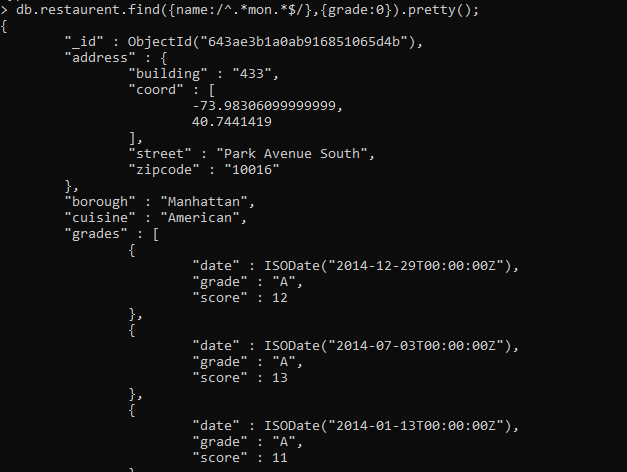 > db.restaurent.find({name:/^.*mon.*$/},{grade:0}).pretty();
{
"_id" : ObjectId("643ae3b1a0ab916851065d4b"),
"address" : {
"building" : "433",
"coord" : [
-73.98306099999999,
40.7441419
],
"street" : "Park Avenue South",
"zipcode" : "10016"
},
"borough" : "Manhattan",
"cuisine" : "American",
"grades" : [
{
"date" : ISODate("2014-12-29T00:00:00Z"),
"grade" : "A",
"score" : 12
},
{
"date" : ISODate("2014-07-03T00:00:00Z"),
"grade" : "A",
"score" : 13
},
{
"date" : ISODate("2014-01-13T00:00:00Z"),
"grade" : "A",
"score" : 11